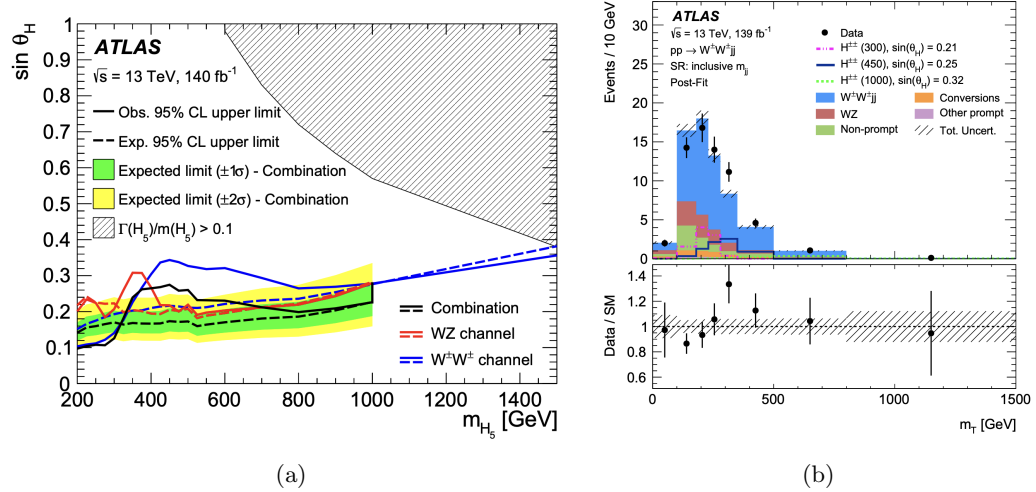 sin θH
1
0.9
0.8
0.7
0.6
0.5
0.4
0.3
0.2
0.1
0
ATLAS
√s = 13 TeV, 140 fb⁻¹
Obs. 95% CL upper limit
Exp. 95% CL upper limit
Expected limit (±1σ) - Combination
Expected limit (±2σ) - Combination
Γ(H₅)/m(H₅) > 0.1
Combination
WZ channel
W±W± channel
200 400 600 800 1000 1200 1400
m_H₅ [GeV]
(a)
Events / 10 GeV
30
25
20
15
10
5
0
ATLAS
√s = 13 TeV, 139 fb⁻¹
pp → W±W±jj
SR: inclusive m_jj
Post-Fit
Data
H±± (300), sin(θH) = 0.21
H±± (450), sin(θH) = 0.25
H±± (1000), sin(θH) = 0.32
W±W±jj
Conversions
WZ
Other prompt
Non-prompt
Tot. Uncert.
Data / SM
1.4
1.2
1
0.8
0.6
0 500 1000 1500
m_T [GeV]
(b)